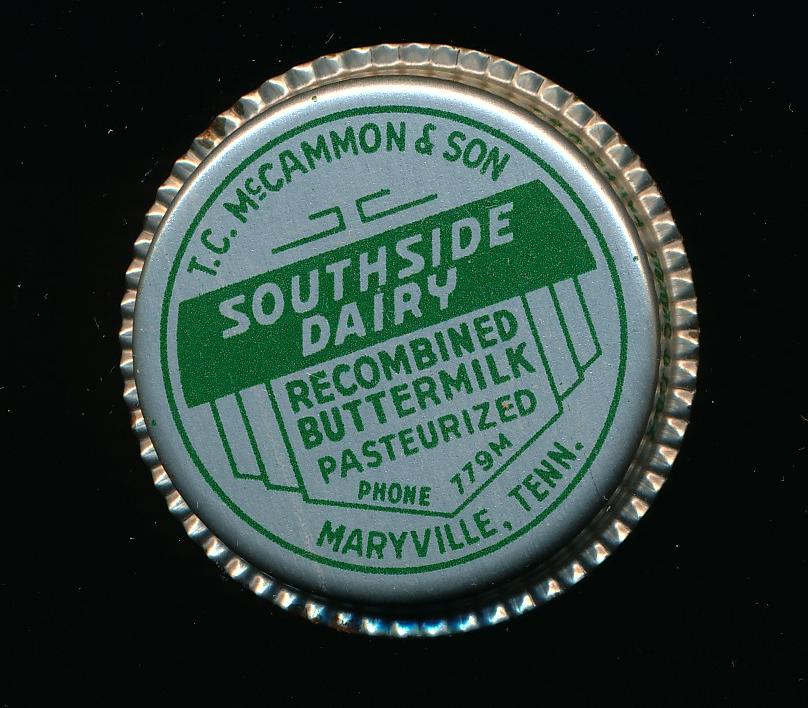 T.C. McCAMMON & SON
SOUTHSIDE
DAIRY
RECOMBINED
BUTTERMILK
PASTEURIZED
PHONE 779M
MARYVILLE, TENN.